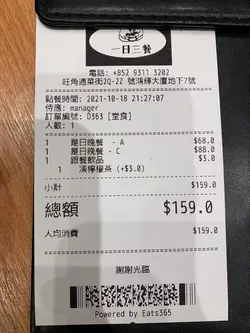 一日三餐
電話: +852 9311 3202
旺角通菜街2Q-2Z 號鴻輝大廈地下7號
點餐時間: 2021-10-18 21:27:07
侍應: manager
訂單編號: D363 [堂食]
人數: 1
1 是日晚餐 - A $68.0
1 是日晚餐 - C $88.0
1 跟餐飲品 $3.0
1 凍檸檬茶 (+$3.0)
小計 $159.0
總額 $159.0
人均消費 $159.0
謝謝光臨
Powered by Eats365